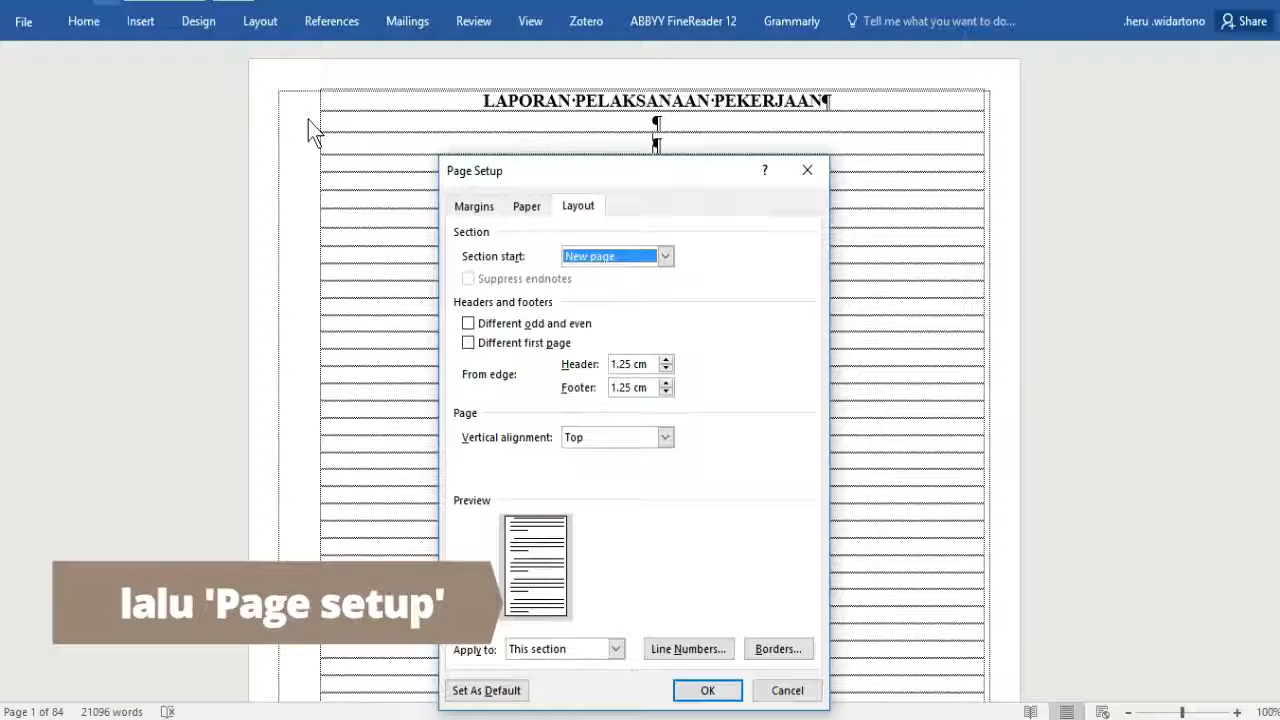 File Home Insert Design Layout References Mailings Review View Zotero ABBYY FineReader 12 Grammarly Tell me what you want to do... .heru .widartono Share
LAPORAN·PELAKSANAAN·PEKERJAAN¶
¶
¶
Page Setup ?
Margins Paper Layout
Section
Section start: New page
Suppress endnotes
Headers and footers
Different odd and even
Different first page
Header: 1.25 cm
From edge:
Footer: 1.25 cm
Page
Vertical alignment: Top
Preview
lalu 'Page setup'
Apply to: This section Line Numbers... Borders...
Set As Default OK Cancel
Page 1 of 84 21096 words 100%